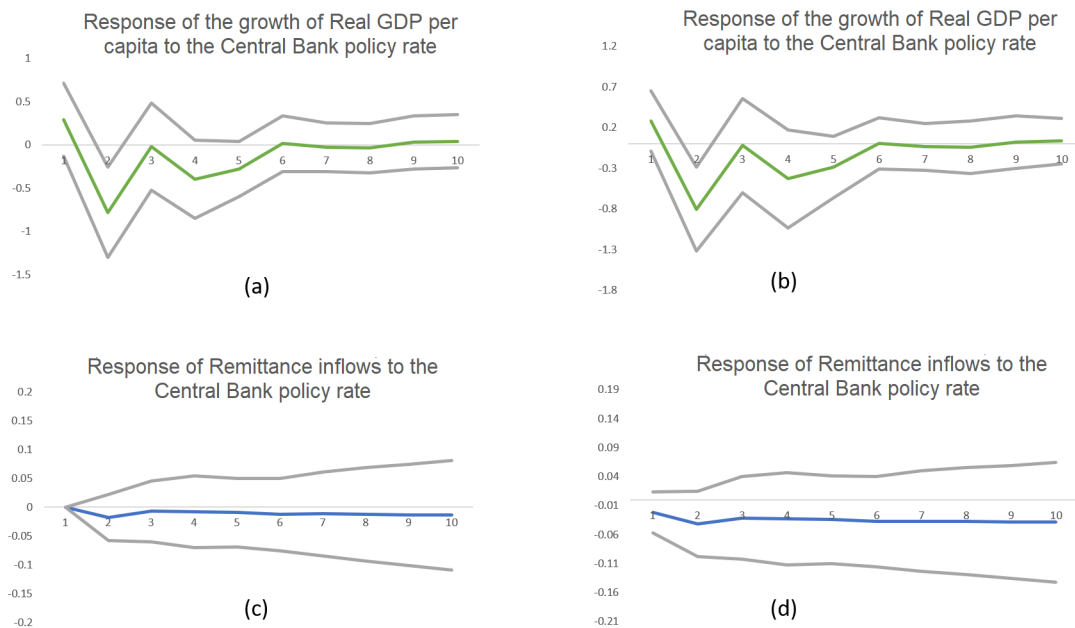 Response of the growth of Real GDP per
capita to the Central Bank policy rate
1
0.5
0
-0.5
-1
-1.5
1 2 3 4 5 6 7 8 9 10
(a)
Response of the growth of Real GDP per
capita to the Central Bank policy rate
1.2
0.7
0.2
-0.3
-0.8
-1.3
-1.8
1 2 3 4 5 6 7 8 9 10
(b)
Response of Remittance inflows to the
Central Bank policy rate
0.2
0.15
0.1
0.05
0
-0.05
-0.1
-0.15
-0.2
1 2 3 4 5 6 7 8 9 10
(c)
Response of Remittance inflows to the
Central Bank policy rate
0.19
0.14
0.09
0.04
-0.01
-0.06
-0.11
-0.16
-0.21
1 2 3 4 5 6 7 8 9 10
(d)